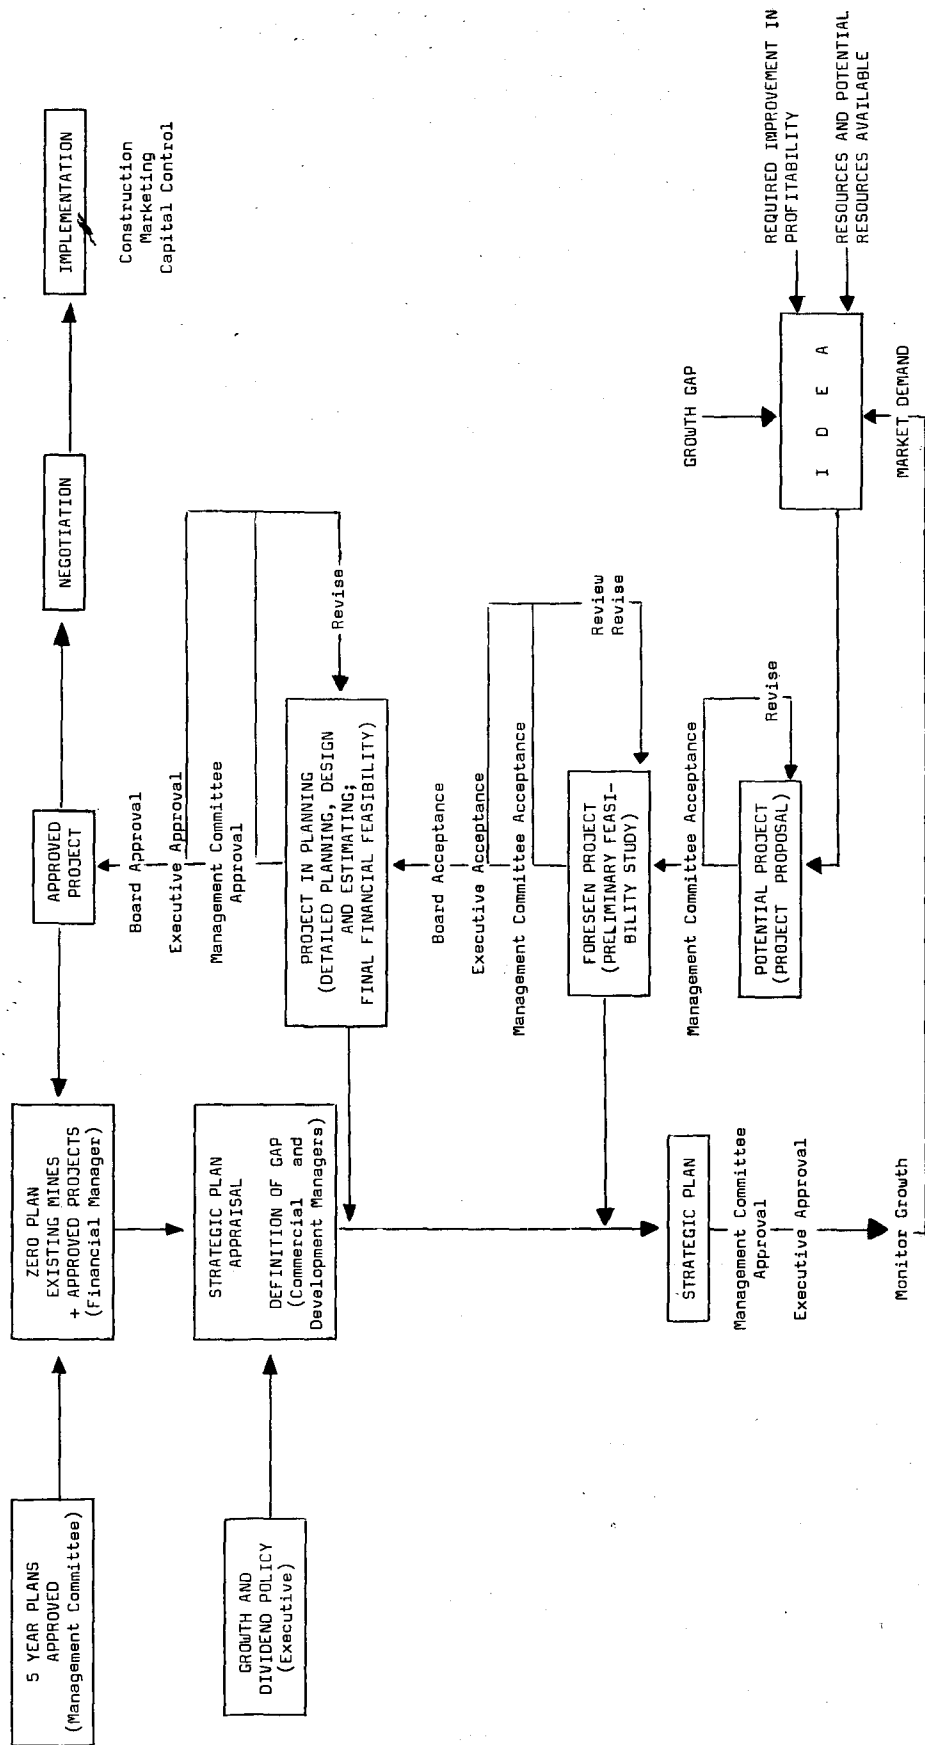 5 YEAR PLANS
APPROVED
(Management Committee)
ZERO PLAN
EXISTING MINES
+ APPROVED PROJECTS
(Financial Manager)
APPROVED
PROJECT
NEGOTIATION
IMPLEMENTATION
Construction
Marketing
Capital Control
Board Approval
Executive Approval
Management Committee
Approval
GROWTH AND
DIVIDEND POLICY
(Executive)
STRATEGIC PLAN
APPRAISAL
DEFINITION OF GAP
(Commercial and
Development Managers)
PROJECT IN PLANNING
(DETAILED PLANNING, DESIGN
AND ESTIMATING;
FINAL FINANCIAL FEASIBILITY)
Revise
Board Acceptance
Executive Acceptance
Management Committee Acceptance
FORESEEN PROJECT
(PRELIMINARY FEASI-
BILITY STUDY)
Review
Revise
Management Committee Acceptance
POTENTIAL PROJECT
(PROJECT PROPOSAL)
Revise
STRATEGIC PLAN
Management Committee
Approval
Executive Approval
Monitor Growth
GROWTH GAP
I D E A
MARKET DEMAND
REQUIRED IMPROVEMENT IN
PROFITABILITY
RESOURCES AND POTENTIAL
RESOURCES AVAILABLE